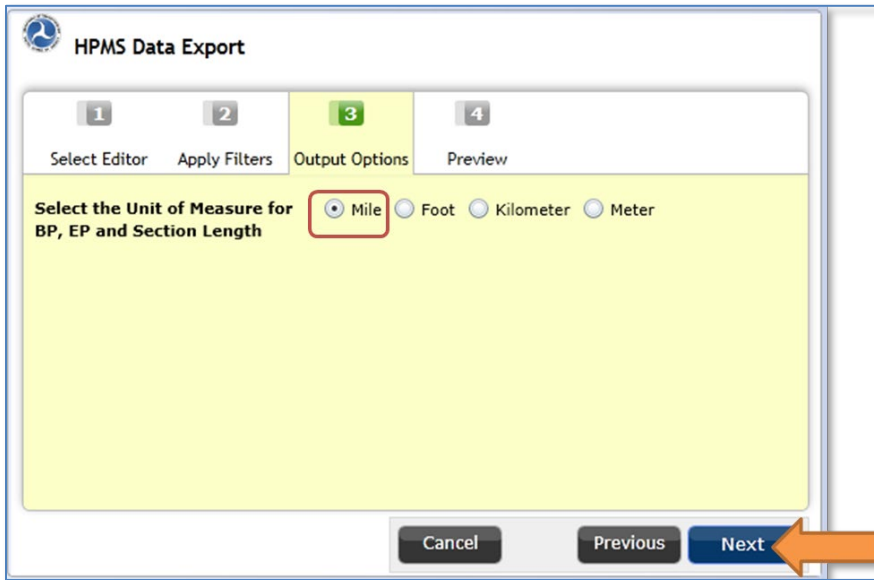 HPMS Data Export
1 2 3 4
Select Editor Apply Filters Output Options Preview
Select the Unit of Measure for Mile Foot Kilometer Meter
BP, EP and Section Length
Cancel Previous Next